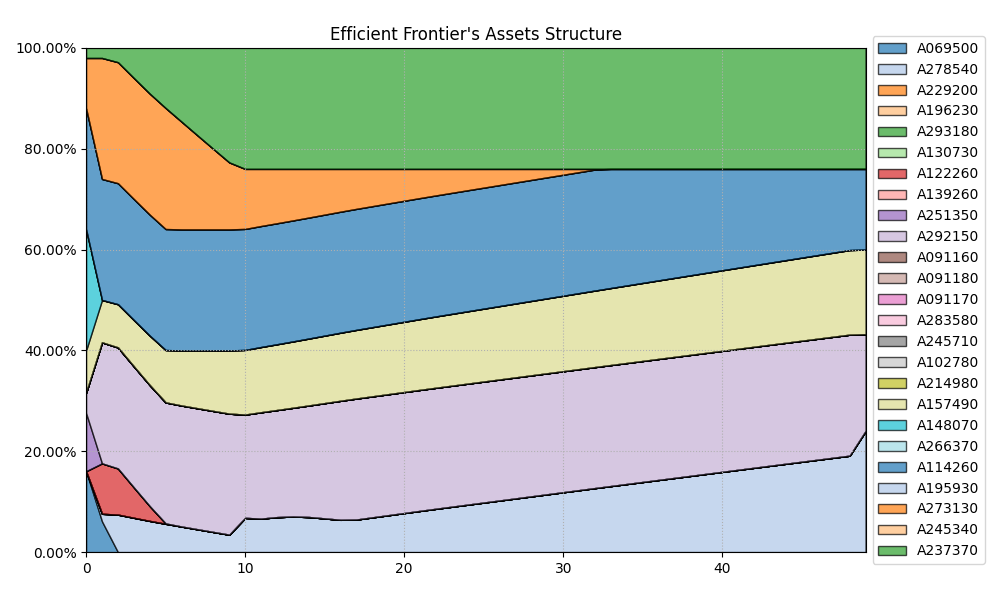 Efficient Frontier's Assets Structure
100.00%
80.00%
60.00%
40.00%
20.00%
0.00%
0
10
20
30
40
A069500
A278540
A229200
A196230
A293180
A130730
A122260
A139260
A251350
A292150
A091160
A091180
A091170
A283580
A245710
A102780
A214980
A157490
A148070
A266370
A114260
A195930
A273130
A245340
A237370